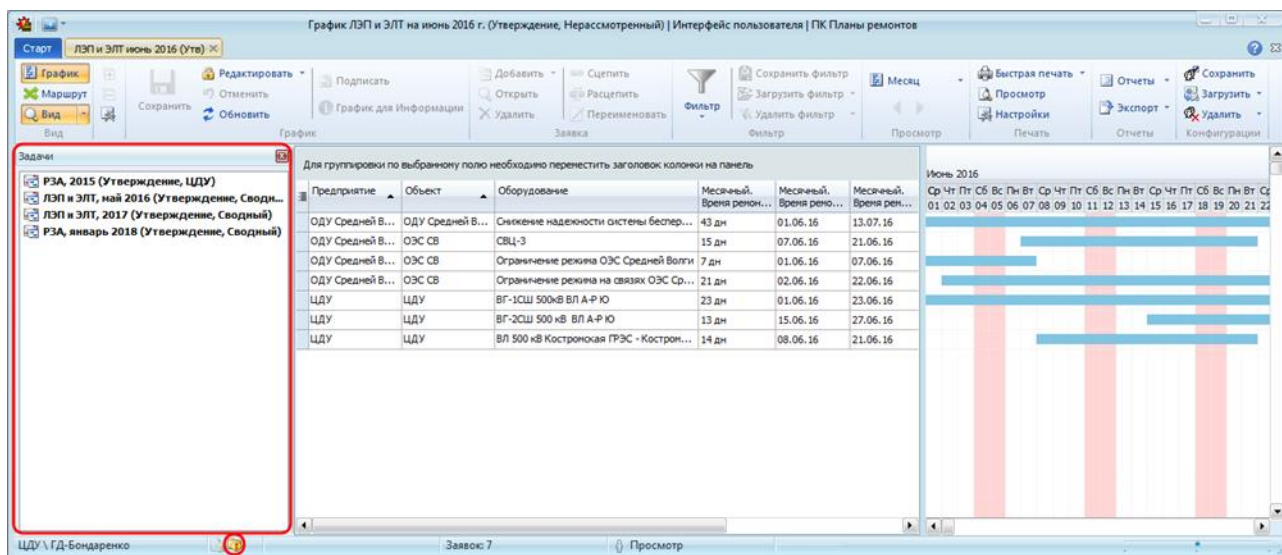 График ЛЭП и ЭЛТ на июнь 2016 г. (Утверждение, Нерассмотренный) | Интерфейс пользователя | ПК Планы ремонтов
Старт ЛЭП и ЭЛТ июнь 2016 (Утв)
График Редактировать Подписать Добавить Сцепить Сохранить фильтр Месяц Быстрая печать Отчеты Сохранить
Маршрут Отменить Открыть Расцепить Загрузить фильтр Просмотр Загрузить
Вид Сохранить Обновить График для Информации Удалить Переименовать Фильтр Удалить фильтр Настройки Экспорт Удалить
Вид График Заявка Фильтр Просмотр Печать Отчеты Конфигурации
Задачи
РЗА, 2015 (Утверждение, ЦДУ)
ЛЭП и ЭЛТ, май 2016 (Утверждение, Сводн...
ЛЭП и ЭЛТ, 2017 (Утверждение, Сводный)
РЗА, январь 2018 (Утверждение, Сводный)
Для группировки по выбранному полю необходимо перенестить заголовок колонки на панель
Предприятие Объект Оборудование Месячный. Время ремон... Месячный. Время ремо... Месячный. Время рем...
ОДУ Средней В... ОДУ Средней В... Снижение надежности системы беспер... 43 дн 01.06.16 13.07.16
ОДУ Средней В... ОЭС СВ СВЦ-3 15 дн 07.06.16 21.06.16
ОДУ Средней В... ОЭС СВ Ограничение режима ОЭС Средней Волги 7 дн 01.06.16 07.06.16
ОДУ Средней В... ОЭС СВ Ограничение режима на связях ОЭС Ср... 21 дн 02.06.16 22.06.16
ЦДУ ЦДУ ВГ-1СШ 500кВ ВЛ А-Р Ю 23 дн 01.06.16 23.06.16
ЦДУ ЦДУ ВГ-2СШ 500 кВ ВЛ А-Р Ю 13 дн 15.06.16 27.06.16
ЦДУ ЦДУ ВЛ 500 кВ Костромская ГРЭС - Костром... 14 дн 08.06.16 21.06.16
Июнь 2016
Ср Чт Пт Сб Вс Пн Вт Ср Чт Пт Сб Вс Пн Вт Ср Чт Пт Сб Вс Пн Вт Ср
01 02 03 04 05 06 07 08 09 10 11 12 13 14 15 16 17 18 19 20 21 22
ЦДУ \ ГД-Бондаренко Заявок: 7 Просмотр